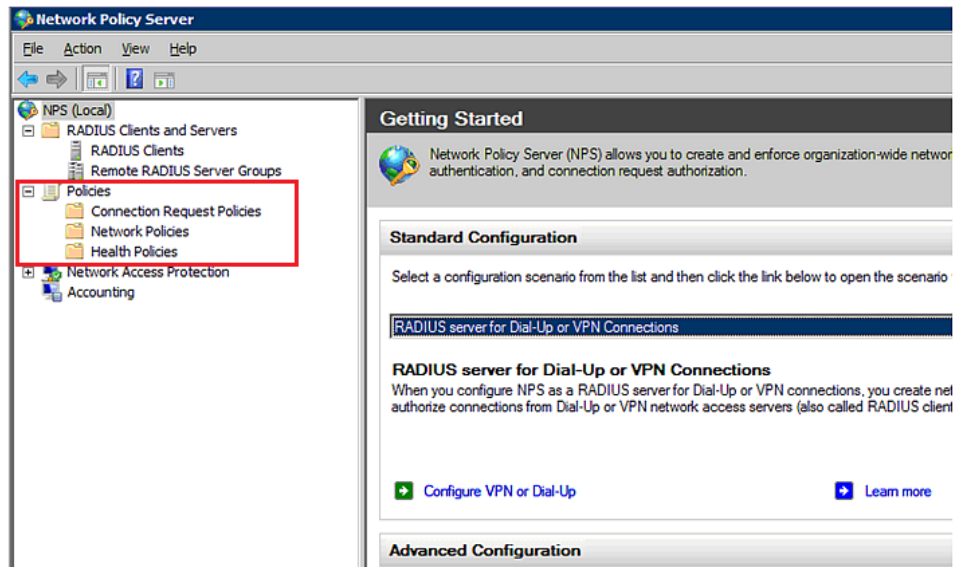 Network Policy Server
File Action View Help
NPS (Local)
RADIUS Clients and Servers
RADIUS Clients
Remote RADIUS Server Groups
Policies
Connection Request Policies
Network Policies
Health Policies
Network Access Protection
Accounting
Getting Started
Network Policy Server (NPS) allows you to create and enforce organization-wide networ
authentication, and connection request authorization.
Standard Configuration
Select a configuration scenario from the list and then click the link below to open the scenario
RADIUS server for Dial-Up or VPN Connections
RADIUS server for Dial-Up or VPN Connections
When you configure NPS as a RADIUS server for Dial-Up or VPN connections, you create net
authorize connections from Dial-Up or VPN network access servers (also called RADIUS client
Configure VPN or Dial-Up
Learn more
Advanced Configuration